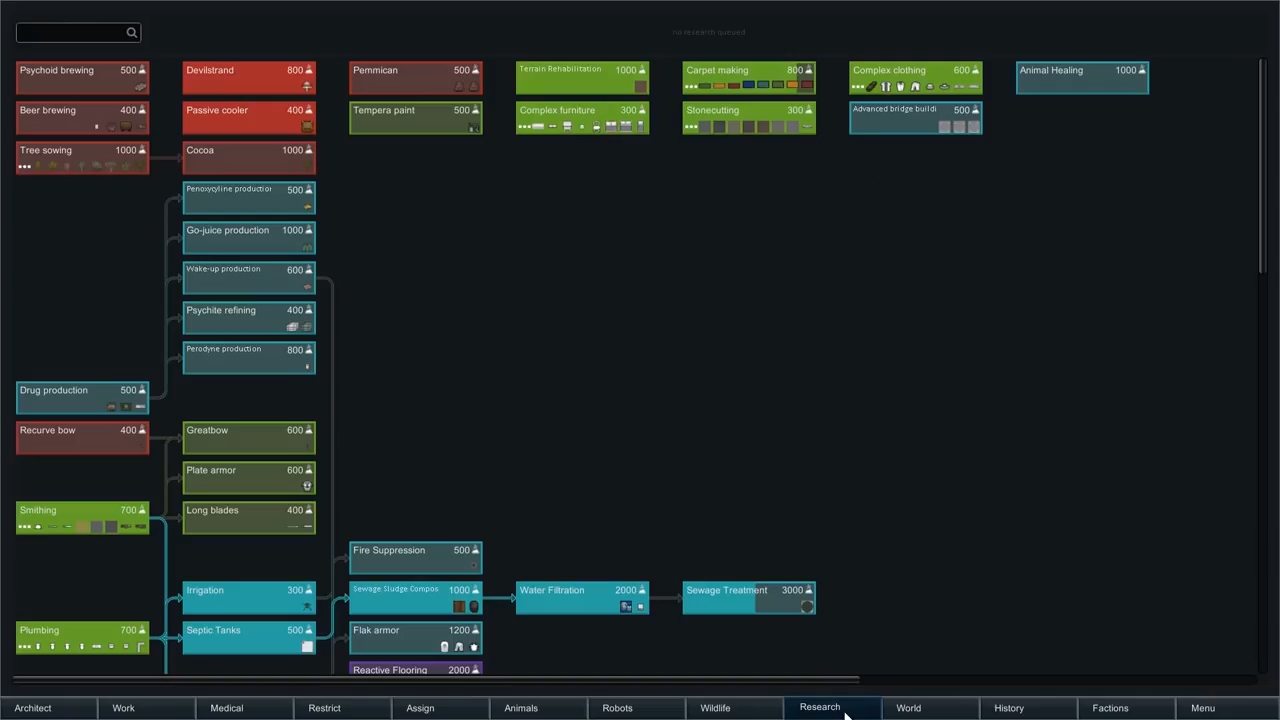 no research queued
Psychoid brewing 500
Devilstrand 800
Pemmican 500
Terrain Rehabilitation 1000
Carpet making 800
Complex clothing 600
Animal Healing 1000
Beer brewing 400
Passive cooler 400
Tempera paint 500
Complex furniture 300
Stonecutting 300
Advanced bridge buildi 500
Tree sowing 1000
Cocoa 1000
Penoxycyline production 500
Go-juice production 1000
Wake-up production 600
Psychite refining 400
Perodyne production 800
Drug production 500
Recurve bow 400
Greatbow 600
Plate armor 600
Smithing 700
Long blades 400
Fire Suppression 500
Irrigation 300
Sewage Sludge Compos 1000
Water Filtration 2000
Sewage Treatment 3000
Plumbing 700
Septic Tanks 500
Flak armor 1200
Reactive Flooring 2000
Architect Work Medical Restrict Assign Animals Robots Wildlife Research World History Factions Menu